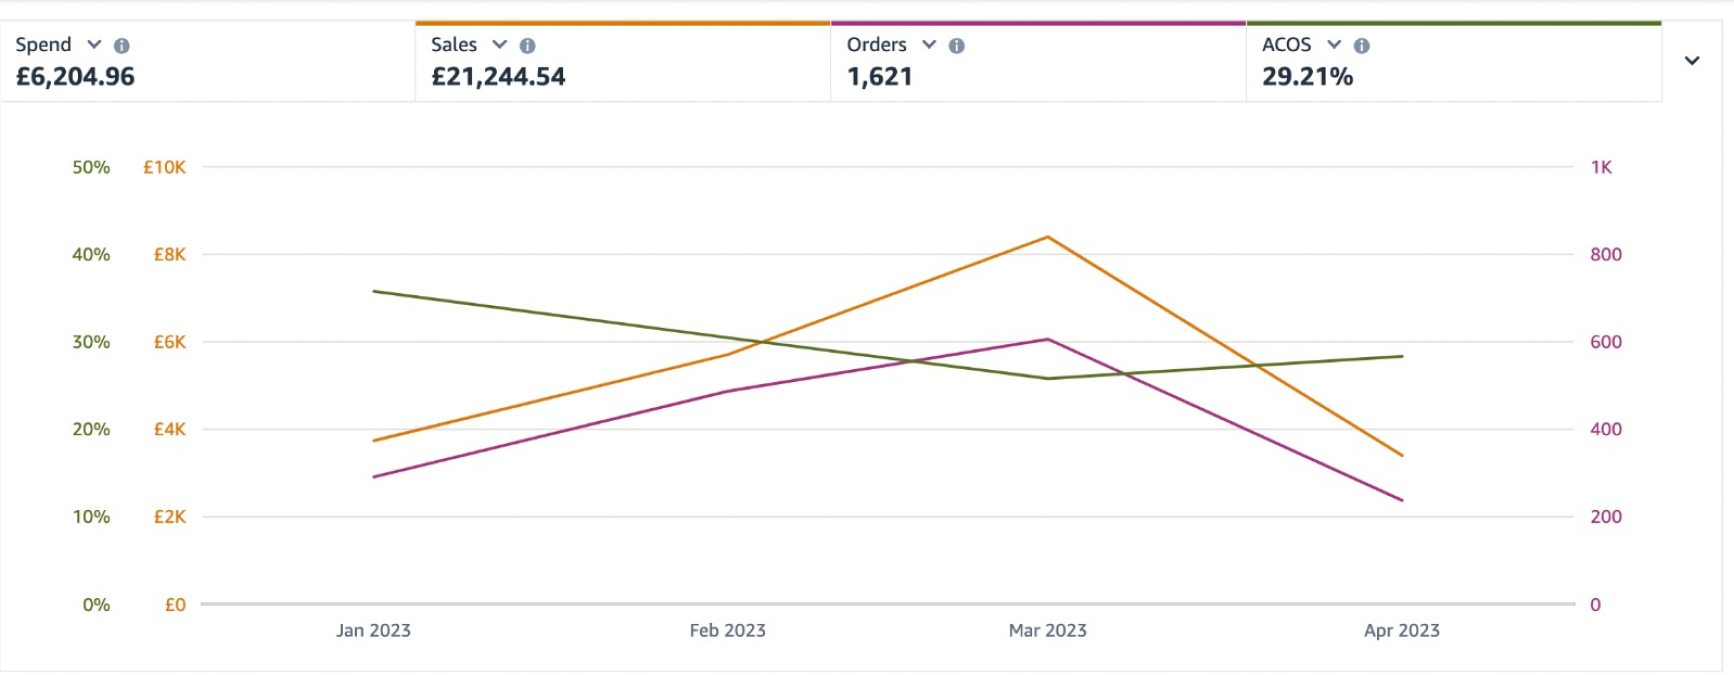 Spend
£6,204.96
Sales
£21,244.54
Orders
1,621
ACOS
29.21%
50% £10K 1K
40% £8K 800
30% £6K 600
20% £4K 400
10% £2K 200
0% £0 0
Jan 2023 Feb 2023 Mar 2023 Apr 2023